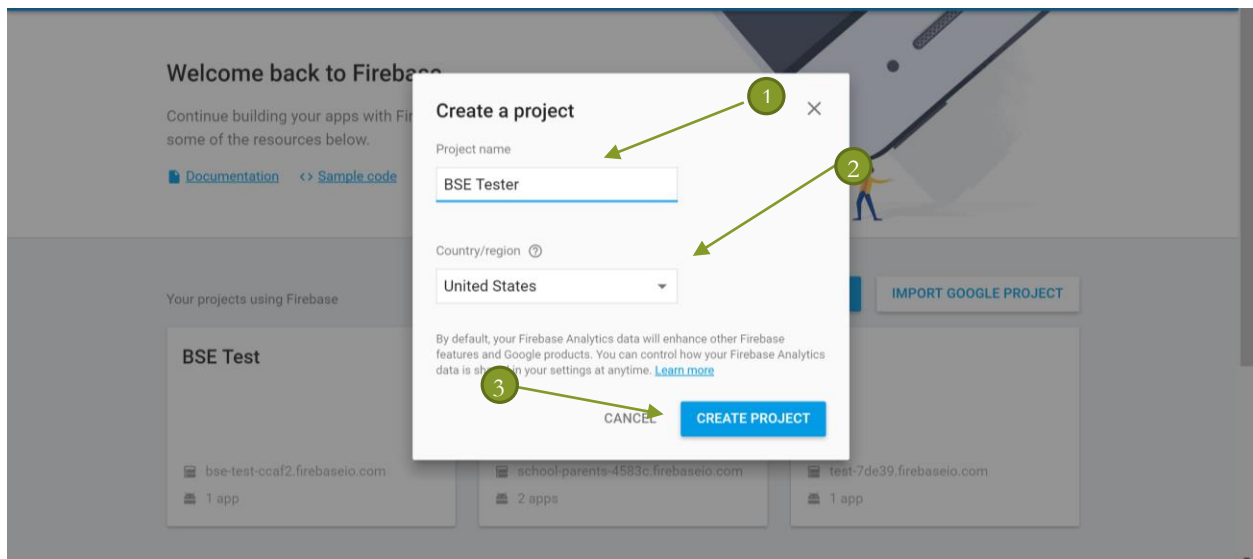 Welcome back to Fireba
Continue building your apps with Fir
some of the resources below.
Documentation <> Sample code
Create a project
1
Project name
BSE Tester
2
Country/region ?
United States
By default, your Firebase Analytics data will enhance other Firebase
features and Google products. You can control how your Firebase Analytics
data is in your settings at anytime. Learn more
3
CANCEL CREATE PROJECT
Your projects using Firebase
IMPORT GOOGLE PROJECT
BSE Test
bse-test-ccaf2.firebaseio.com
1 app
school-parents-4583c.firebaseio.com
2 apps
test-7de39.firebaseio.com
1 app